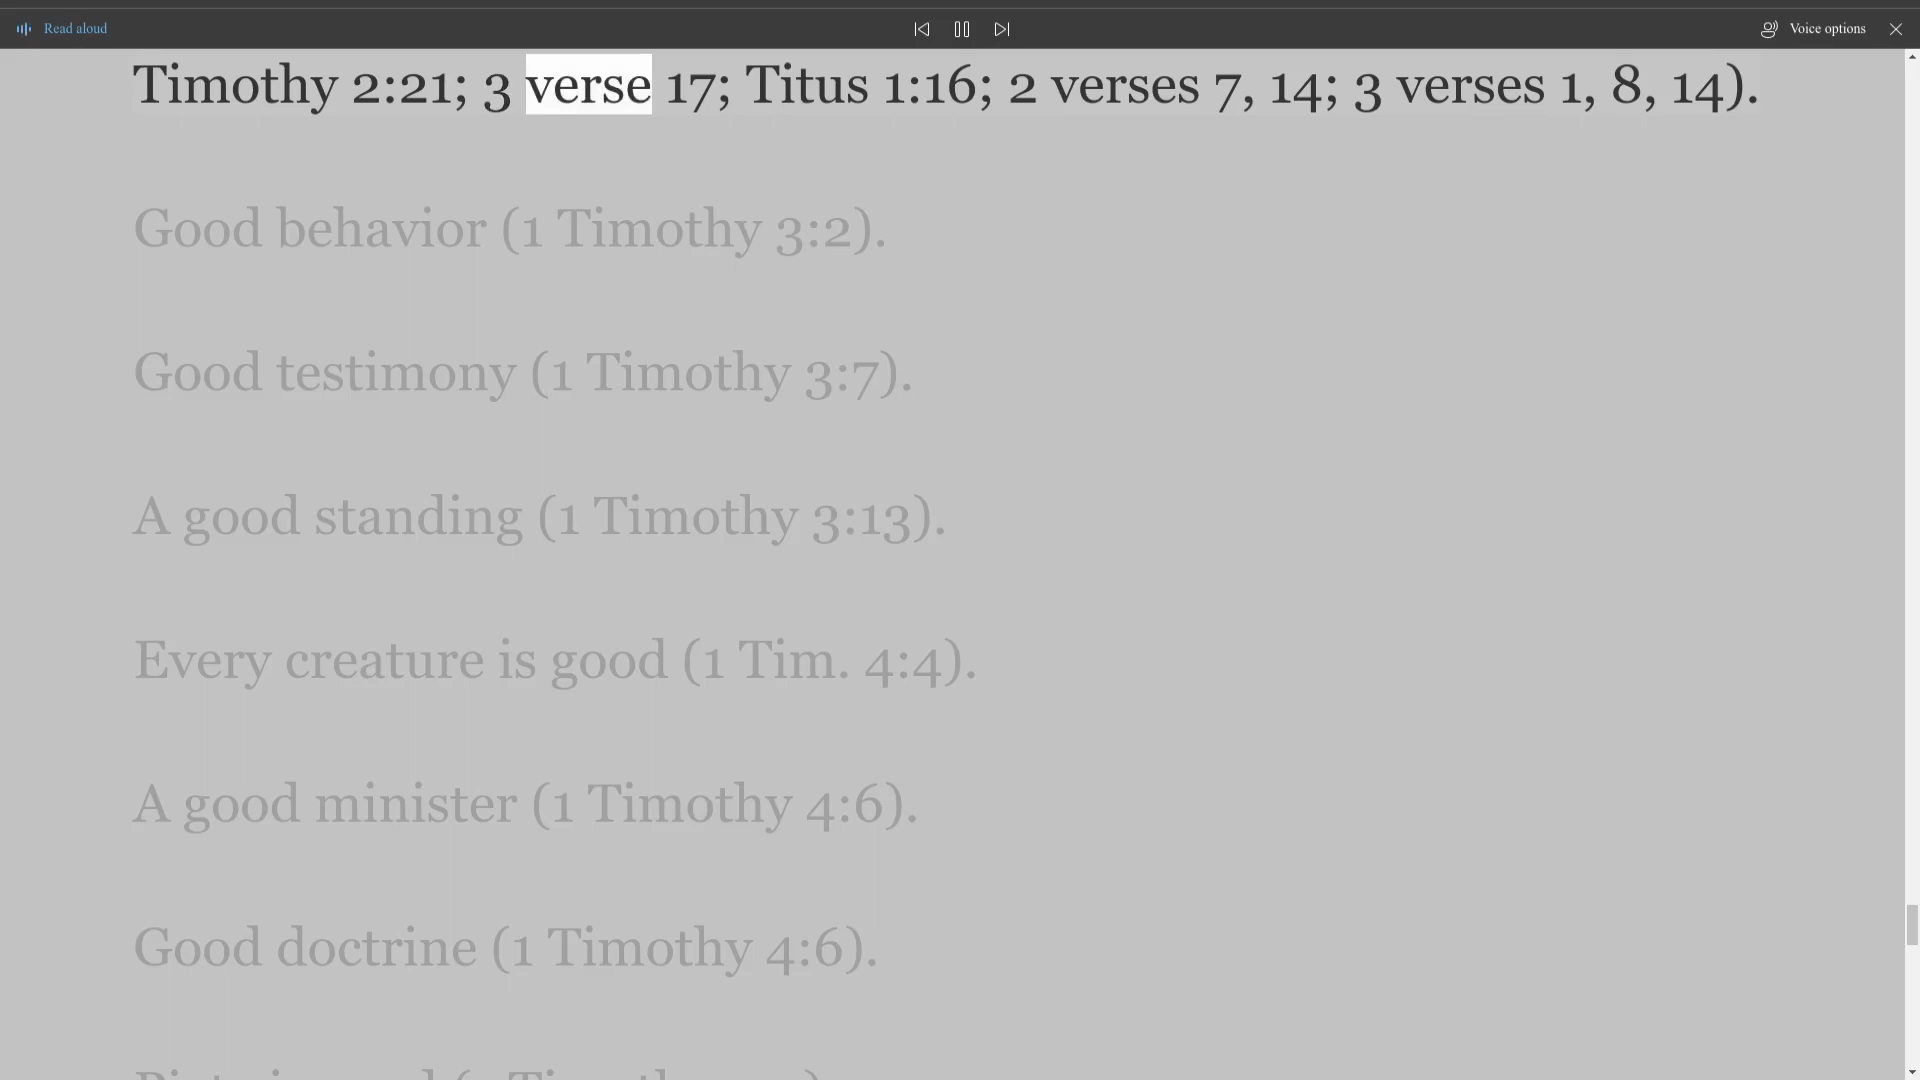 Read aloud
Voice options
Timothy 2:21; 3 verse 17; Titus 1:16; 2 verses 7, 14; 3 verses 1, 8, 14).
Good behavior (1 Timothy 3:2).
Good testimony (1 Timothy 3:7).
A good standing (1 Timothy 3:13).
Every creature is good (1 Tim. 4:4).
A good minister (1 Timothy 4:6).
Good doctrine (1 Timothy 4:6).